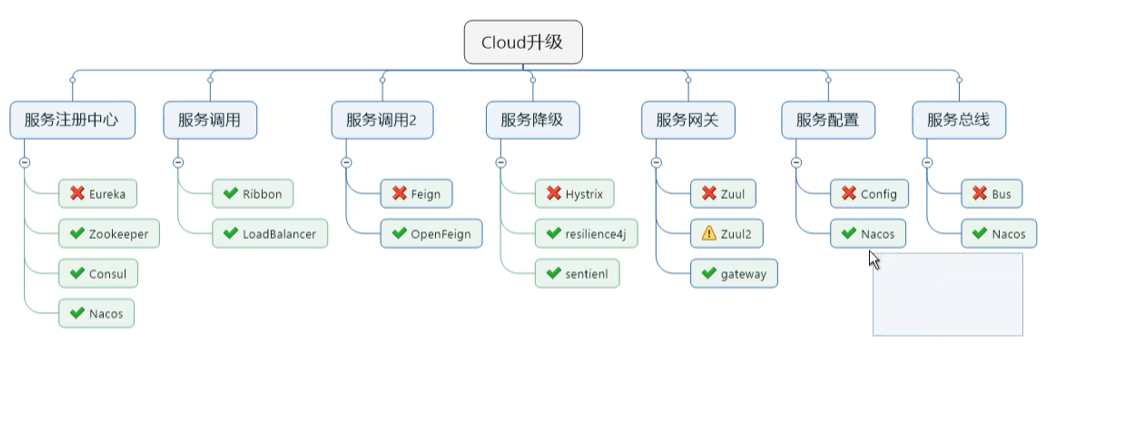 Cloud升级
服务注册中心
Eureka
Zookeeper
Consul
Nacos
服务调用
Ribbon
LoadBalancer
服务调用2
Feign
OpenFeign
服务降级
Hystrix
resilience4j
sentienl
服务网关
Zuul
Zuul2
gateway
服务配置
Config
Nacos
服务总线
Bus
Nacos